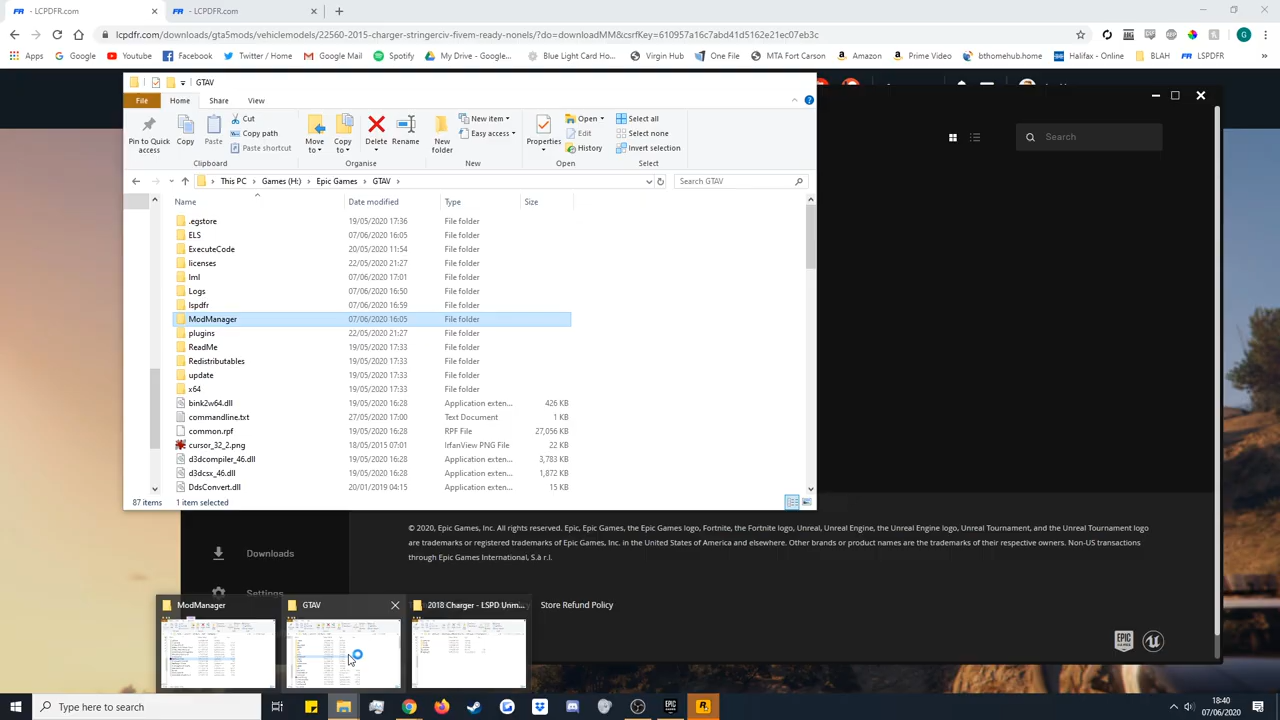 LCPDFR.com
LCPDFR.com
lcpdfr.com/downloads/gta5mods/vehiclemodels/22560-2015-charger-stringerciv-fivem-ready-nonels/?do=downloadMM&csrfKey=610957a16c7abd41d5162e21ec07eb3c
G
Apps
Youtube
Facebook
Twitter / Home
Google Mail
Spotify
My Drive - Google...
Blue Light Card Ho...
Virgin Hub
One File
MTA Fort Carson
Amazon
Prime Video
bthomehub.home
Halifax - Online
BLAH
LSPDFR
GTAV
File
Home
Share
View
Pin to Quick access
Copy
Paste
Cut
Copy path
Paste shortcut
Clipboard
Move to
Copy to
Delete
Rename
Organise
New folder
New item
Easy access
New
Properties
Open
Edit
History
Open
Select all
Select none
Invert selection
Select
This PC
Games (H:)
Epic Games
GTAV
Search GTAV
Search
Name
Date modified
Type
Size
.egstore 19/05/2020 17:36 File folder
ELS 07/06/2020 16:05 File folder
ExecuteCode 20/05/2020 11:54 File folder
licenses 22/05/2020 21:27 File folder
lml 07/06/2020 17:01 File folder
Logs 07/06/2020 16:50 File folder
lspdfr 07/06/2020 16:59 File folder
ModManager 07/06/2020 16:05 File folder
plugins 22/05/2020 21:27 File folder
ReadMe 19/05/2020 17:33 File folder
Redistributables 19/05/2020 17:33 File folder
update 19/05/2020 17:33 File folder
x64 19/05/2020 17:33 File folder
bink2w64.dll 19/05/2020 16:28 Application exten... 426 KB
commandline.txt 27/05/2020 17:00 Text Document 1 KB
common.rpf 19/05/2020 16:28 RPF File 27,056 KB
cursor_32_2.png 18/05/2015 07:01 IrfanView PNG File 22 KB
d3dcompiler_46.dll 19/05/2020 16:28 Application exten... 3,783 KB
d3dcsx_46.dll 19/05/2020 16:28 Application exten... 1,872 KB
DdsConvert.dll 20/01/2019 04:15 Application exten... 15 KB
87 items
1 item selected
© 2020, Epic Games, Inc. All rights reserved. Epic, Epic Games, the Epic Games logo, Fortnite, the Fortnite logo, Unreal, Unreal Engine, the Unreal Engine logo, Unreal Tournament, and the Unreal Tournament logo
are trademarks or registered trademarks of Epic Games, Inc. in the United States of America and elsewhere. Other brands or product names are the trademarks of their respective owners. Non-US transactions
through Epic Games International, S.à r.l.
Downloads
Settings
ModManager
GTAV
2018 Charger - LSPD Unm...
Store Refund Policy
Type here to search
18:40
07/06/2020